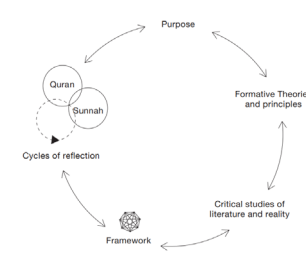 Purpose
Quran
Sunnah
Cycles of reflection
Formative Theorie
and principles
Critical studies of
literature and reality
Framework